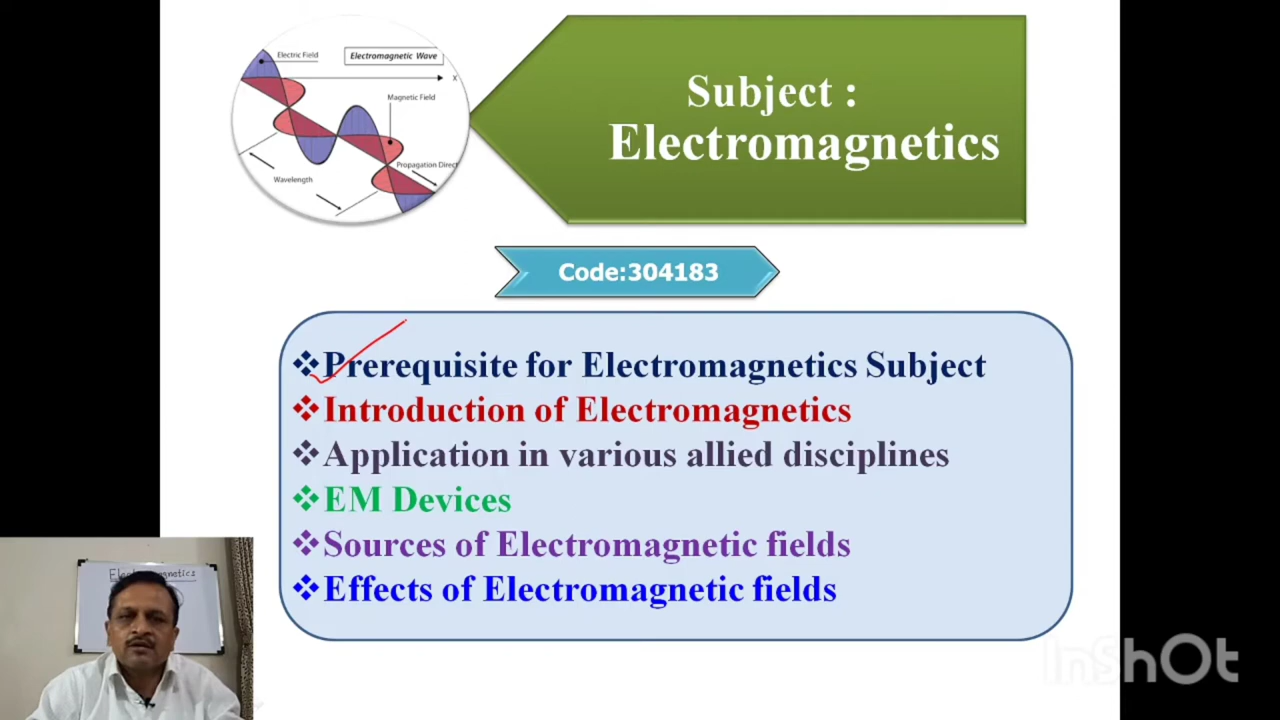 Electric Field
Electromagnetic Wave
X
Magnetic Field
Propagation Direct
Wavelength
Subject :
Electromagnetics
Code:304183
❖Prerequisite for Electromagnetics Subject
❖Introduction of Electromagnetics
❖Application in various allied disciplines
❖EM Devices
❖Sources of Electromagnetic fields
❖Effects of Electromagnetic fields
Electromagnetics
InShOt